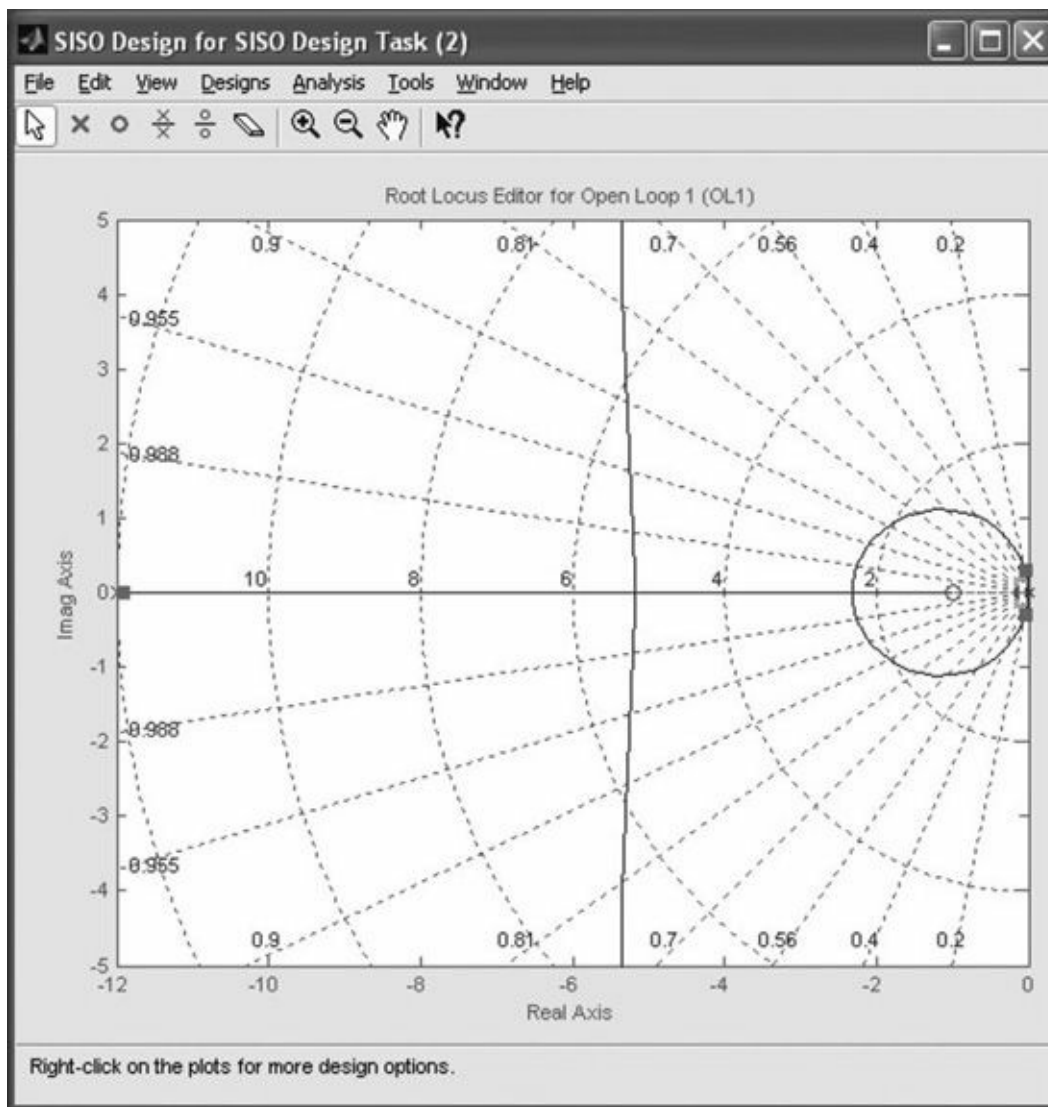 SISO Design for SISO Design Task (2)
File Edit View Designs Analysis Tools Window Help
Root Locus Editor for Open Loop 1 (OL1)
5
0.9 0.81 0.7 0.56 0.4 0.2
4
0.955
3
2
0.988
1
Imag Axis
0
10 8 6 4 2
-1
0.988
-2
-3
0.955
-4
0.9 0.81 0.7 0.56 0.4 0.2
-5
-12 -10 -8 -6 -4 -2 0
Real Axis
Right-click on the plots for more design options.